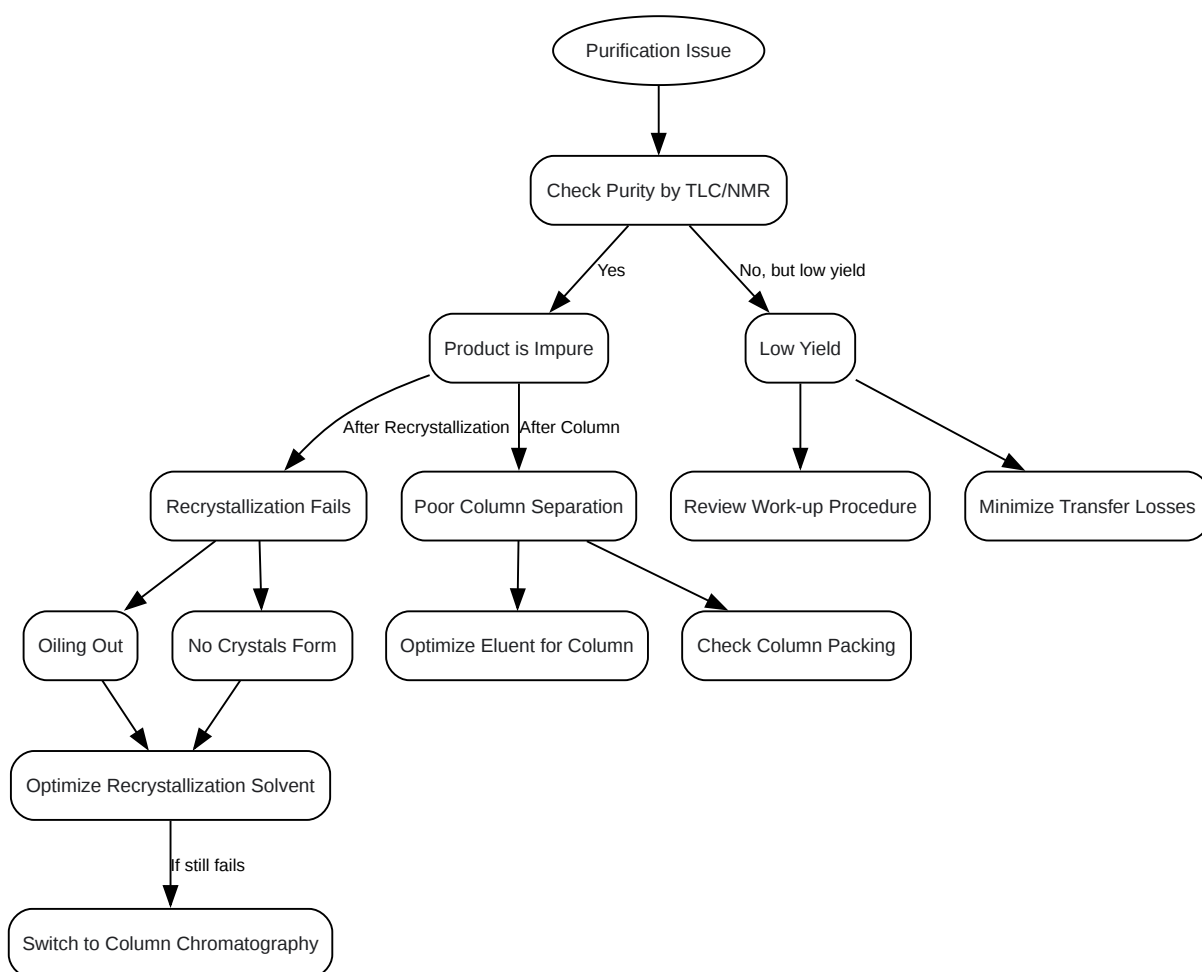 Purification Issue
Check Purity by TLC/NMR
Yes
No, but low yield
Product is Impure
Low Yield
After Recrystallization
After Column
Recrystallization Fails
Poor Column Separation
Review Work-up Procedure
Minimize Transfer Losses
Oiling Out
No Crystals Form
Optimize Eluent for Column
Check Column Packing
Optimize Recrystallization Solvent
If still fails
Switch to Column Chromatography